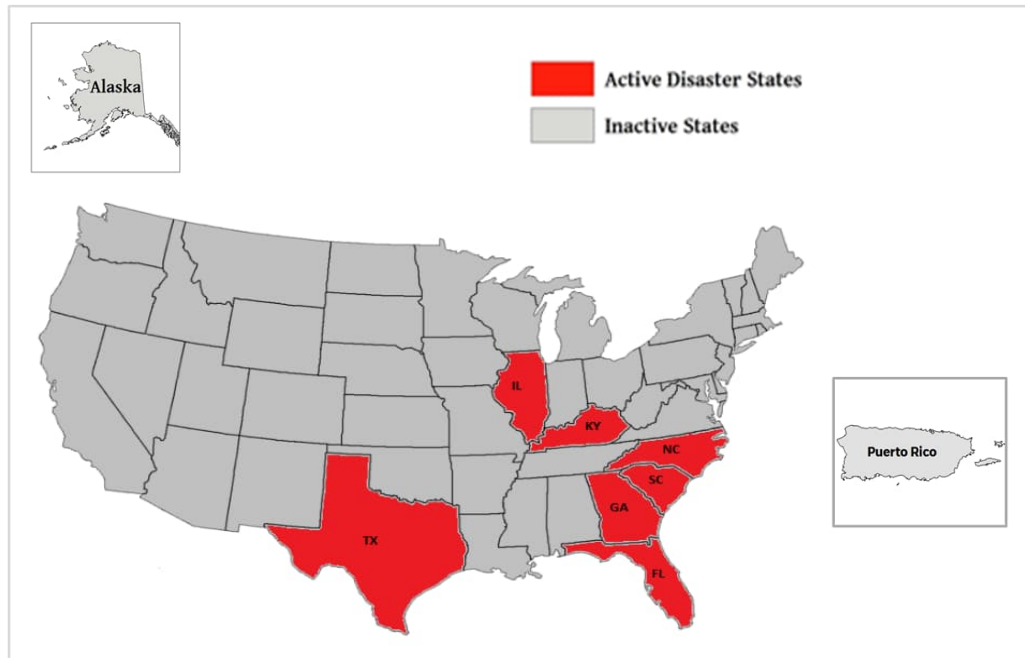 Alaska
Active Disaster States
Inactive States
IL
KY
NC
SC
GA
TX
FL
Puerto Rico